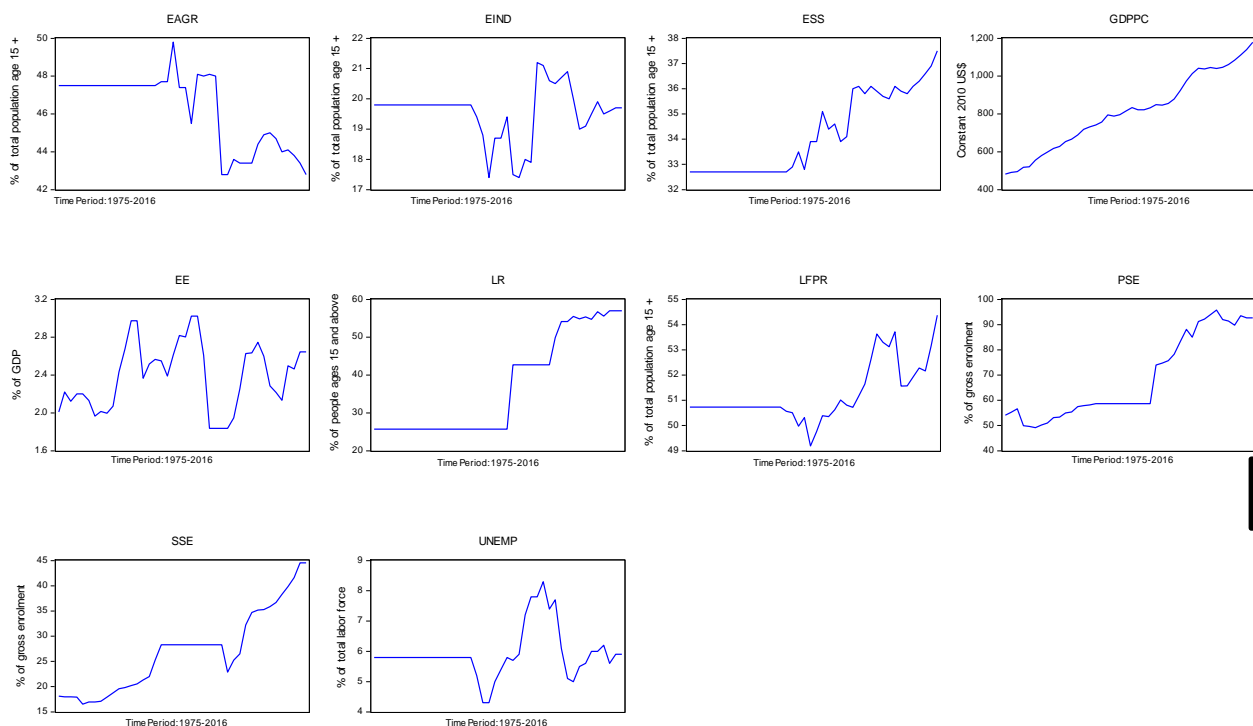 EAGR
% of total population age 15 +
50
48
46
44
42
Time Period: 1975-2016
EIND
% of total population age 15 +
22
21
20
19
18
17
Time Period: 1975-2016
ESS
% of total population age 15 +
38
37
36
35
34
33
32
Time Period: 1975-2016
GDPPC
Constant 2010 US$
1,200
1,000
800
600
400
Time Period: 1975-2016
EE
% of GDP
3.2
2.8
2.4
2.0
1.6
Time Period: 1975-2016
LR
% of people ages 15 and above
60
50
40
30
20
Time Period: 1975-2016
LFPR
% of total population age 15 +
55
54
53
52
51
50
49
Time Period: 1975-2016
PSE
% of gross enrolment
100
90
80
70
60
50
40
Time Period: 1975-2016
SSE
% of gross enrolment
45
40
35
30
25
20
15
Time Period: 1975-2016
UNEMP
% of total labor force
9
8
7
6
5
4
Time Period: 1975-2016